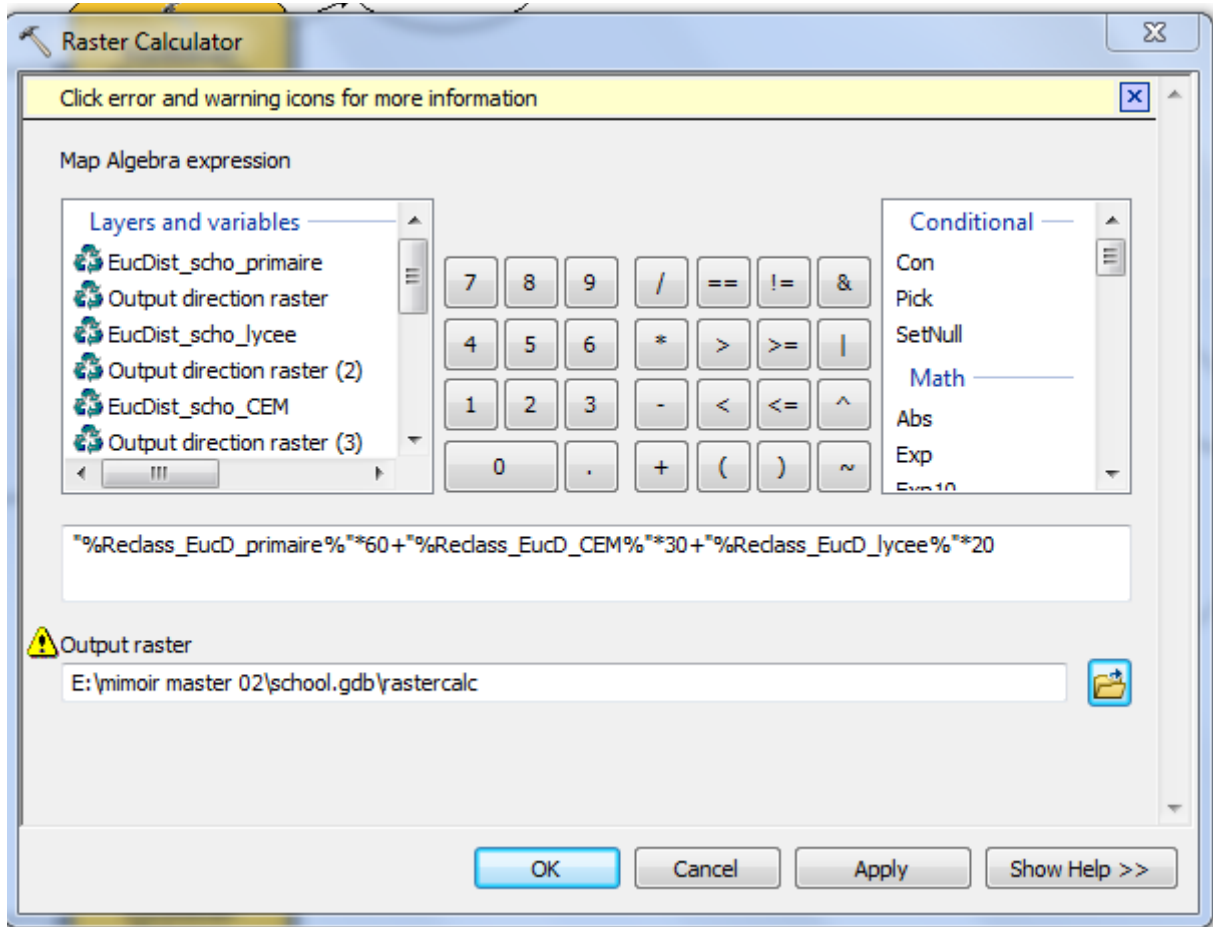 Raster Calculator
Click error and warning icons for more information
Map Algebra expression
Layers and variables
EucDist_scho_primaire
Output direction raster
EucDist_scho_lycee
Output direction raster (2)
EucDist_scho_CEM
Output direction raster (3)
7 8 9 / == != &
4 5 6 * > >= |
1 2 3 - < <= ^
0 . + ( ) ~
Conditional
Con
Pick
SetNull
Math
Abs
Exp
Exp10
"%Reclass_EucD_primaire%"*60+"%Reclass_EucD_CEM%"*30+"%Reclass_EucD_lycee%"*20
Output raster
E:\mimoir master 02\school.gdb\rastercalc
OK
Cancel
Apply
Show Help >>